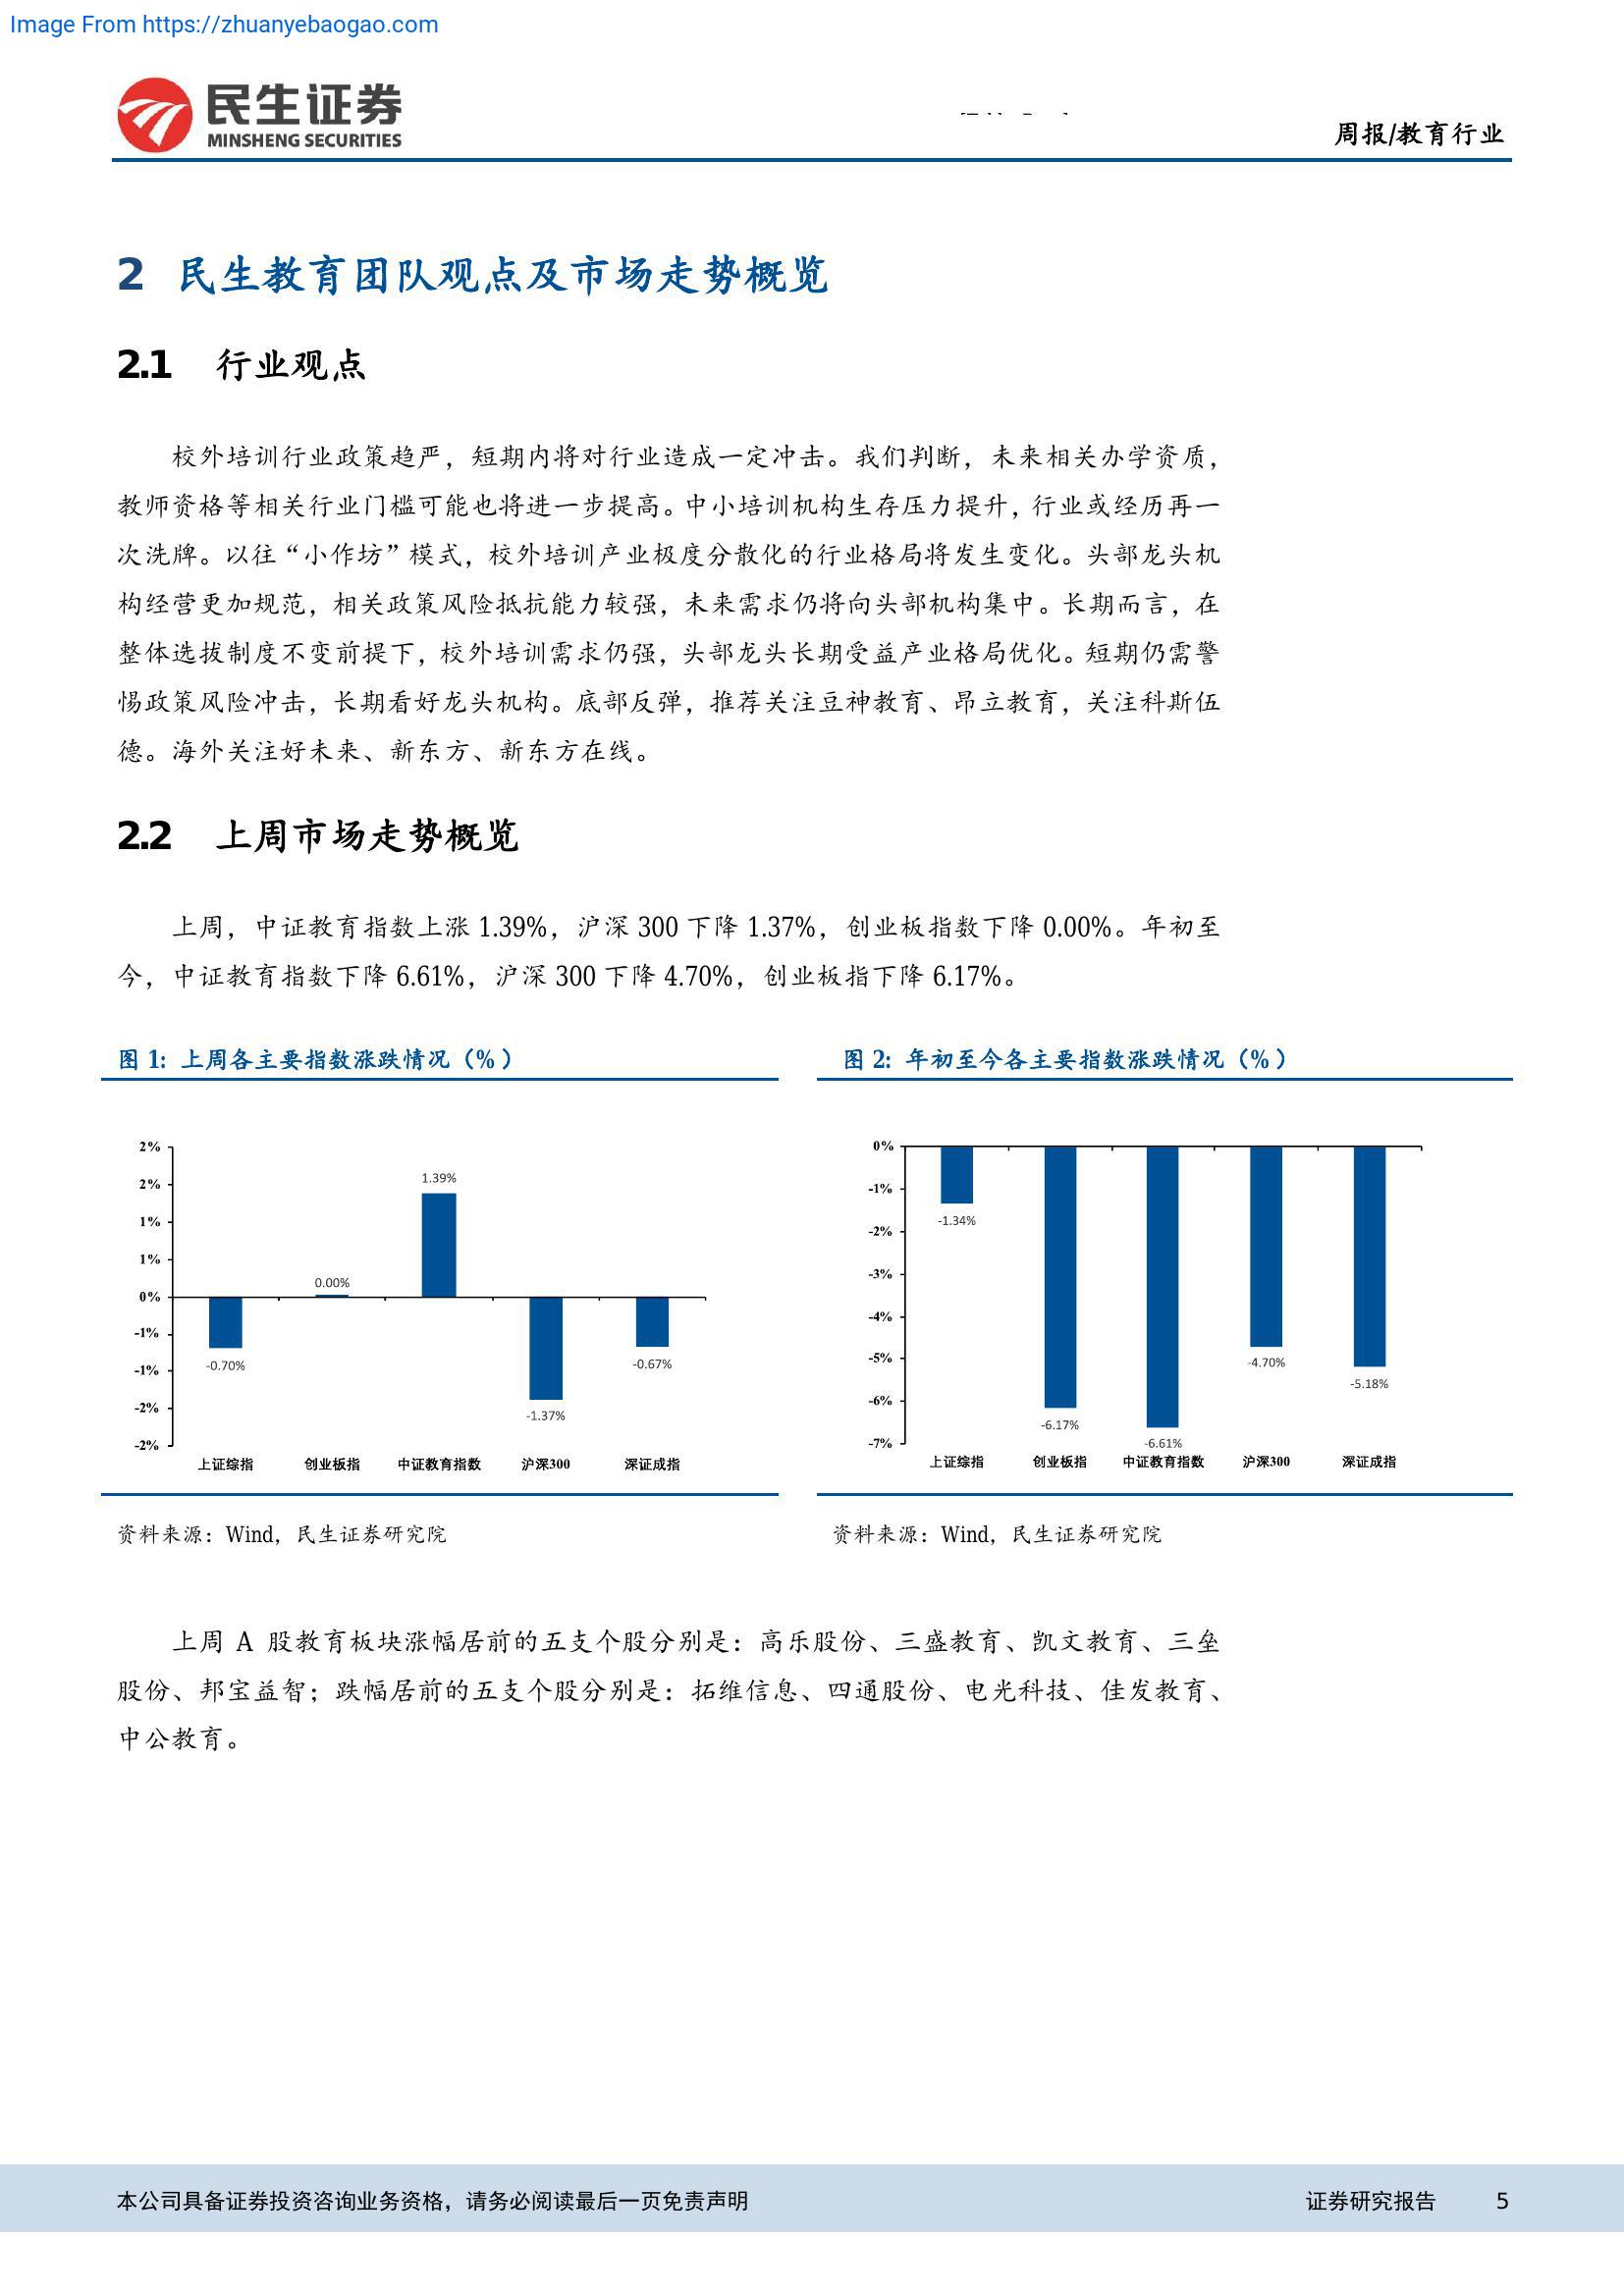 Image From https://zhuanyebaogao.com
民生证券
MINSHENG SECURITIES
周报/教育行业
2 民生教育团队观点及市场走势概览
2.1 行业观点
校外培训行业政策趋严，短期内将对行业造成一定冲击。我们判断，未来相关办学资质，
教师资格等相关行业门槛可能也将进一步提高。中小培训机构生存压力提升，行业或经历再一
次洗牌。以往“小作坊”模式，校外培训产业极度分散化的行业格局将发生变化。头部龙头机
构经营更加规范，相关政策风险抵抗能力较强，未来需求仍将向头部机构集中。长期而言，在
整体选拔制度不变前提下，校外培训需求仍强，头部龙头长期受益产业格局优化。短期仍需警
惕政策风险冲击，长期看好龙头机构。底部反弹，推荐关注豆神教育、昂立教育，关注科斯伍
德。海外关注好未来、新东方、新东方在线。
2.2 上周市场走势概览
上周，中证教育指数上涨 1.39%，沪深 300 下降 1.37%，创业板指数下降 0.00%。年初至
今，中证教育指数下降 6.61%，沪深 300 下降 4.70%，创业板指下降 6.17%。
图 1：上周各主要指数涨跌情况（%）
2%
2%
1%
1%
0%
-1%
-1%
-2%
-2%
-0.70%
0.00%
1.39%
-1.37%
-0.67%
上证综指 创业板指 中证教育指数 沪深300 深证成指
资料来源：Wind，民生证券研究院
图 2：年初至今各主要指数涨跌情况（%）
0%
-1%
-2%
-3%
-4%
-5%
-6%
-7%
-1.34%
-6.17%
-6.61%
-4.70%
-5.18%
上证综指 创业板指 中证教育指数 沪深300 深证成指
资料来源：Wind，民生证券研究院
上周 A 股教育板块涨幅居前的五支个股分别是：高乐股份、三盛教育、凯文教育、三垒
股份、邦宝益智；跌幅居前的五支个股分别是：拓维信息、四通股份、电光科技、佳发教育、
中公教育。
本公司具备证券投资咨询业务资格，请务必阅读最后一页免责声明
证券研究报告 5